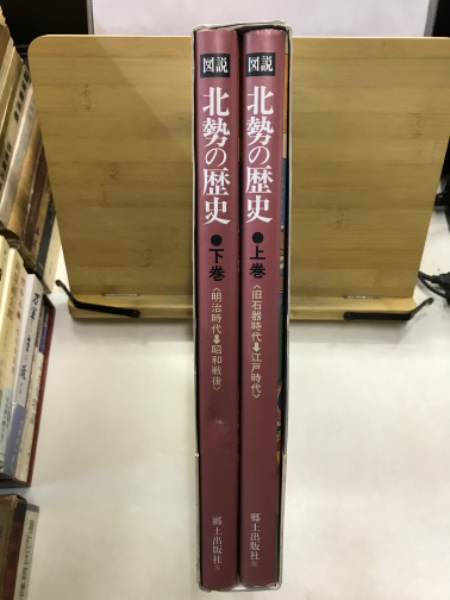 図説
北勢の歴史
●上巻
〈旧石器時代➡江戸時代〉
郷土出版社
図説
北勢の歴史
●下巻
〈明治時代➡昭和戦後〉
郷土出版社